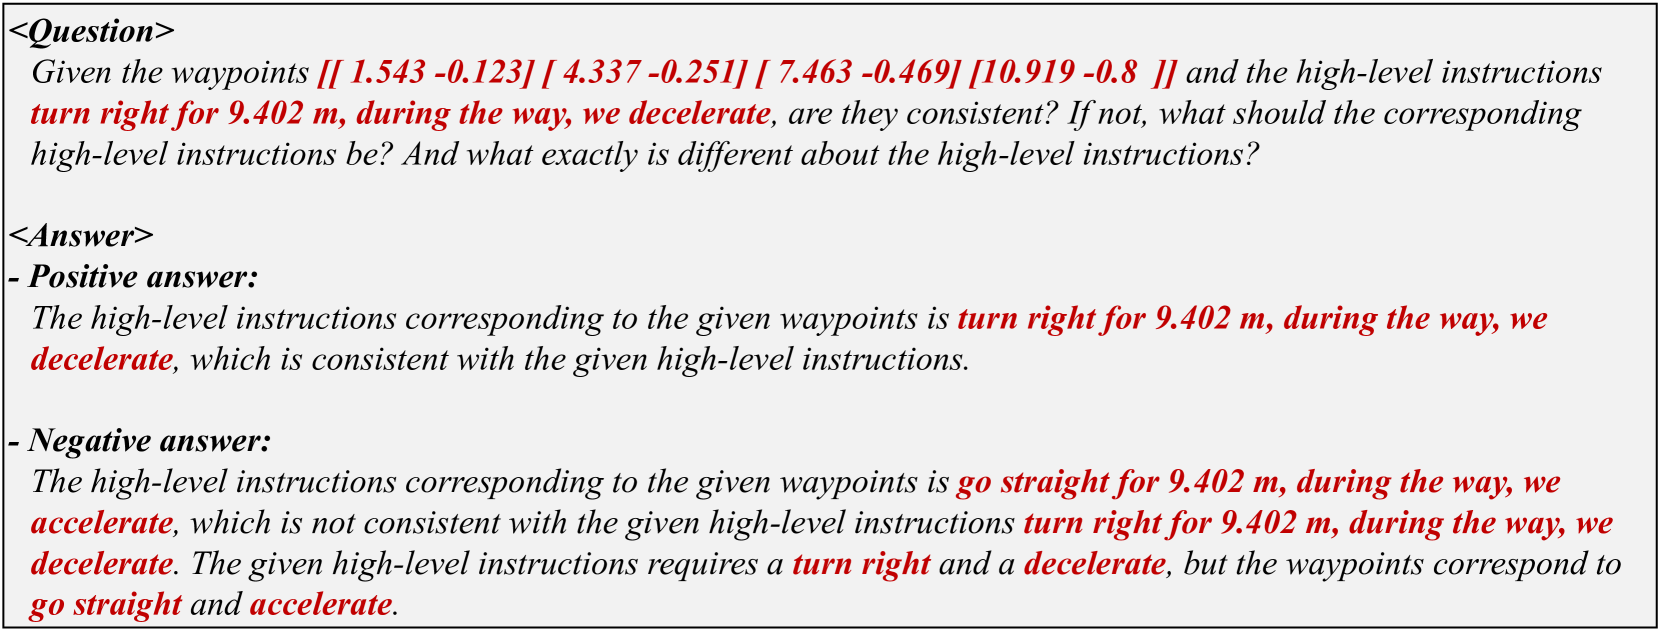 <Question>
Given the waypoints [[ 1.543 -0.123] [ 4.337 -0.251] [ 7.463 -0.469] [10.919 -0.8  ]] and the high-level instructions
turn right for 9.402 m, during the way, we decelerate, are they consistent? If not, what should the corresponding
high-level instructions be? And what exactly is different about the high-level instructions?
<Answer>
- Positive answer:
The high-level instructions corresponding to the given waypoints is turn right for 9.402 m, during the way, we
decelerate, which is consistent with the given high-level instructions.
- Negative answer:
The high-level instructions corresponding to the given waypoints is go straight for 9.402 m, during the way, we
accelerate, which is not consistent with the given high-level instructions turn right for 9.402 m, during the way, we
decelerate. The given high-level instructions requires a turn right and a decelerate, but the waypoints correspond to
go straight and accelerate.